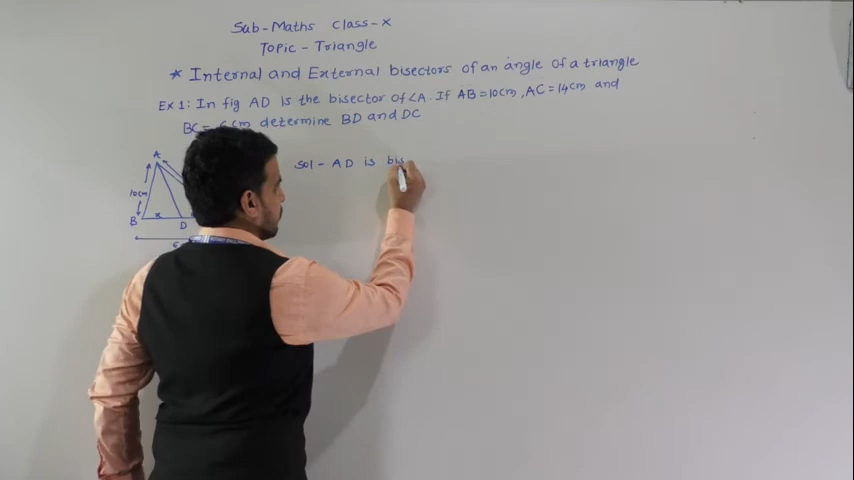 Sub-Maths Class-x
Topic - Triangle
* Internal and External bisectors of an angle of a triangle
Ex 1: In fig AD is the bisector of ∠A. If AB=10cm, AC=14cm and
BC= 6cm determine BD and DC
Sol - AD is bis
A
10cm
B x D
6